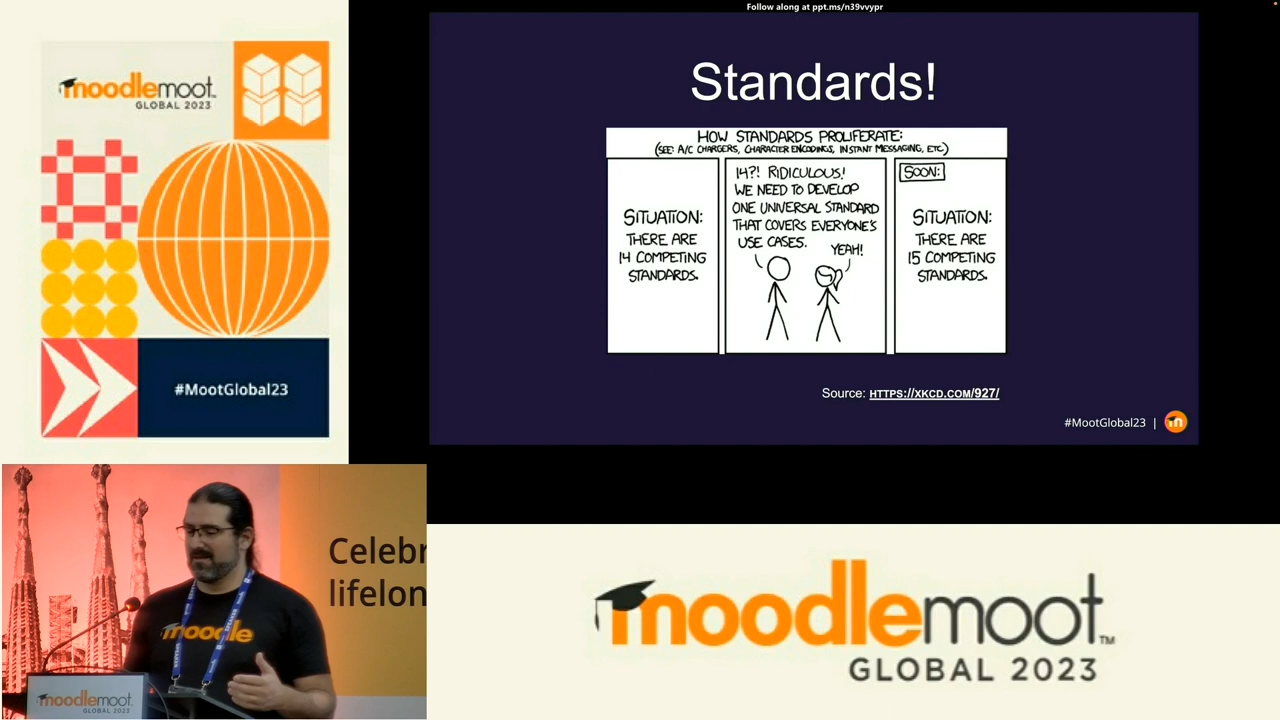 Follow along at ppt.ms/n39vvypr
moodlemoot™
GLOBAL 2023
#MootGlobal23
Standards!
HOW STANDARDS PROLIFERATE:
(SEE: A/C CHARGERS, CHARACTER ENCODINGS, INSTANT MESSAGING, ETC.)
SITUATION:
THERE ARE
14 COMPETING
STANDARDS.
14?! RIDICULOUS!
WE NEED TO DEVELOP
ONE UNIVERSAL STANDARD
THAT COVERS EVERYONE'S
USE CASES.
YEAH!
SOON:
SITUATION:
THERE ARE
15 COMPETING
STANDARDS.
Source: HTTPS://XKCD.COM/927/
#MootGlobal23 |
m
Celebr
lifelon
moodle
moodlemoot
GLOBAL 2023
moodlemoot™
GLOBAL 2023